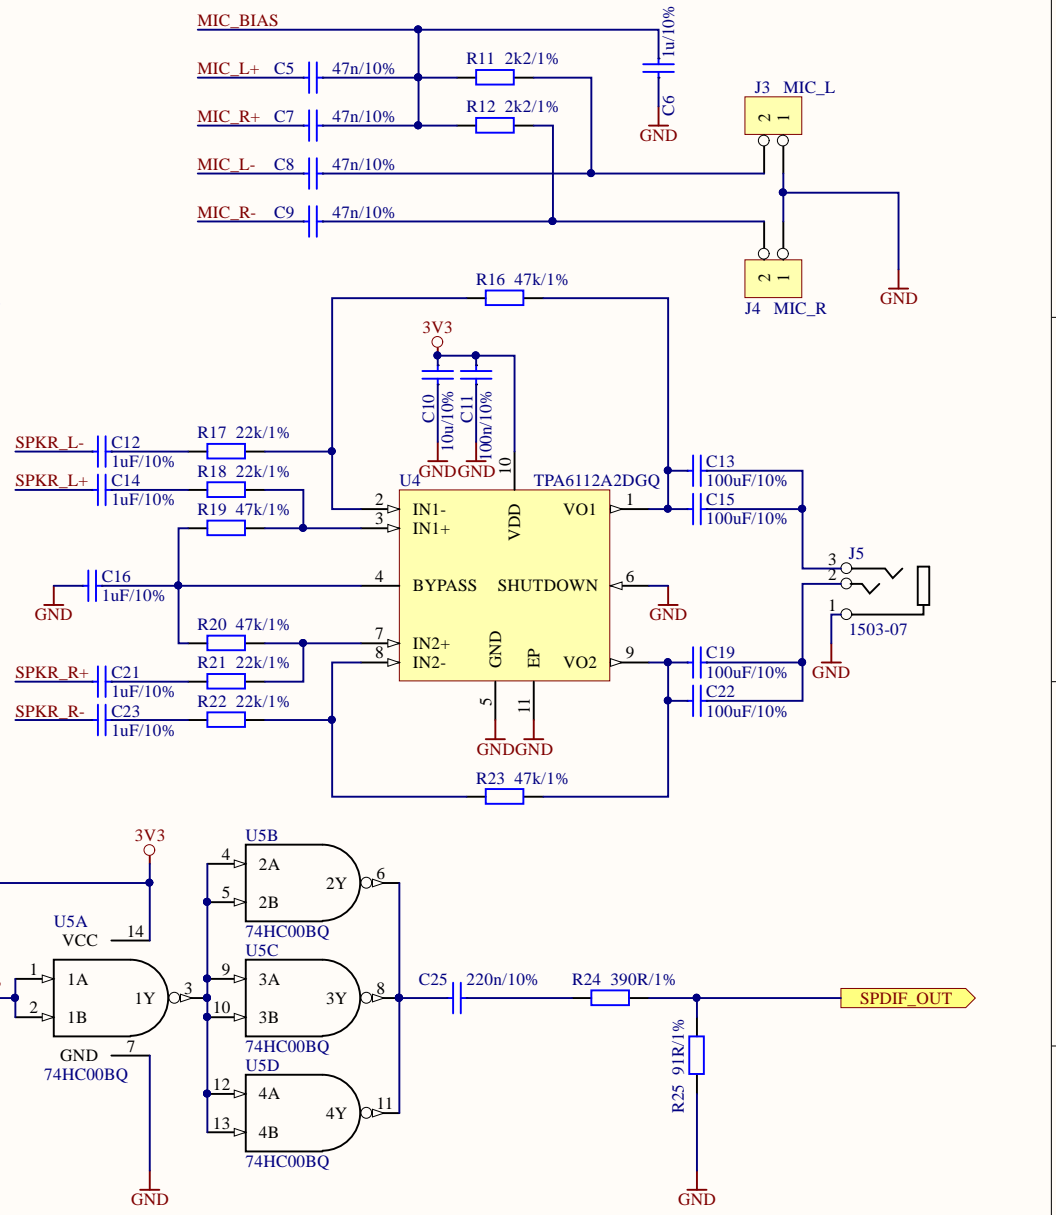 MIC_BIAS
1u/10%
C6
GND
MIC_L+ C5 47n/10%
R11 2k2/1%
MIC_R+ C7 47n/10%
R12 2k2/1%
MIC_L- C8 47n/10%
MIC_R- C9 47n/10%
J3 MIC_L
2 1
2 1
J4 MIC_R
GND
R16 47k/1%
3V3
C10
10u/10%
C11
100n/10%
GND GND
10
SPKR_L- C12
1uF/10%
R17 22k/1%
SPKR_L+ C14
1uF/10%
R18 22k/1%
R19 47k/1%
U4 TPA6112A2DGQ
2 IN1-
3 IN1+
VDD
VO1 1
C13
100uF/10%
C15
100uF/10%
C16
1uF/10%
GND
4 BYPASS
SHUTDOWN 6
GND
3 J5
2
1
1503-07
GND
R20 47k/1%
7 IN2+
8 IN2-
GND
EP
VO2 9
C19
100uF/10%
C22
100uF/10%
SPKR_R+ C21
1uF/10%
R21 22k/1%
SPKR_R- C23
1uF/10%
R22 22k/1%
5
11
GND GND
R23 47k/1%
3V3
U5A
VCC 14
1 1A
2 1B
1Y 3
GND 7
74HC00BQ
GND
U5B
4 2A
5 2B
2Y 6
74HC00BQ
U5C
9 3A
10 3B
3Y 8
74HC00BQ
U5D
12 4A
13 4B
4Y 11
74HC00BQ
C25 220n/10%
R24 390R/1%
SPDIF_OUT
R25 91R/1%
GND